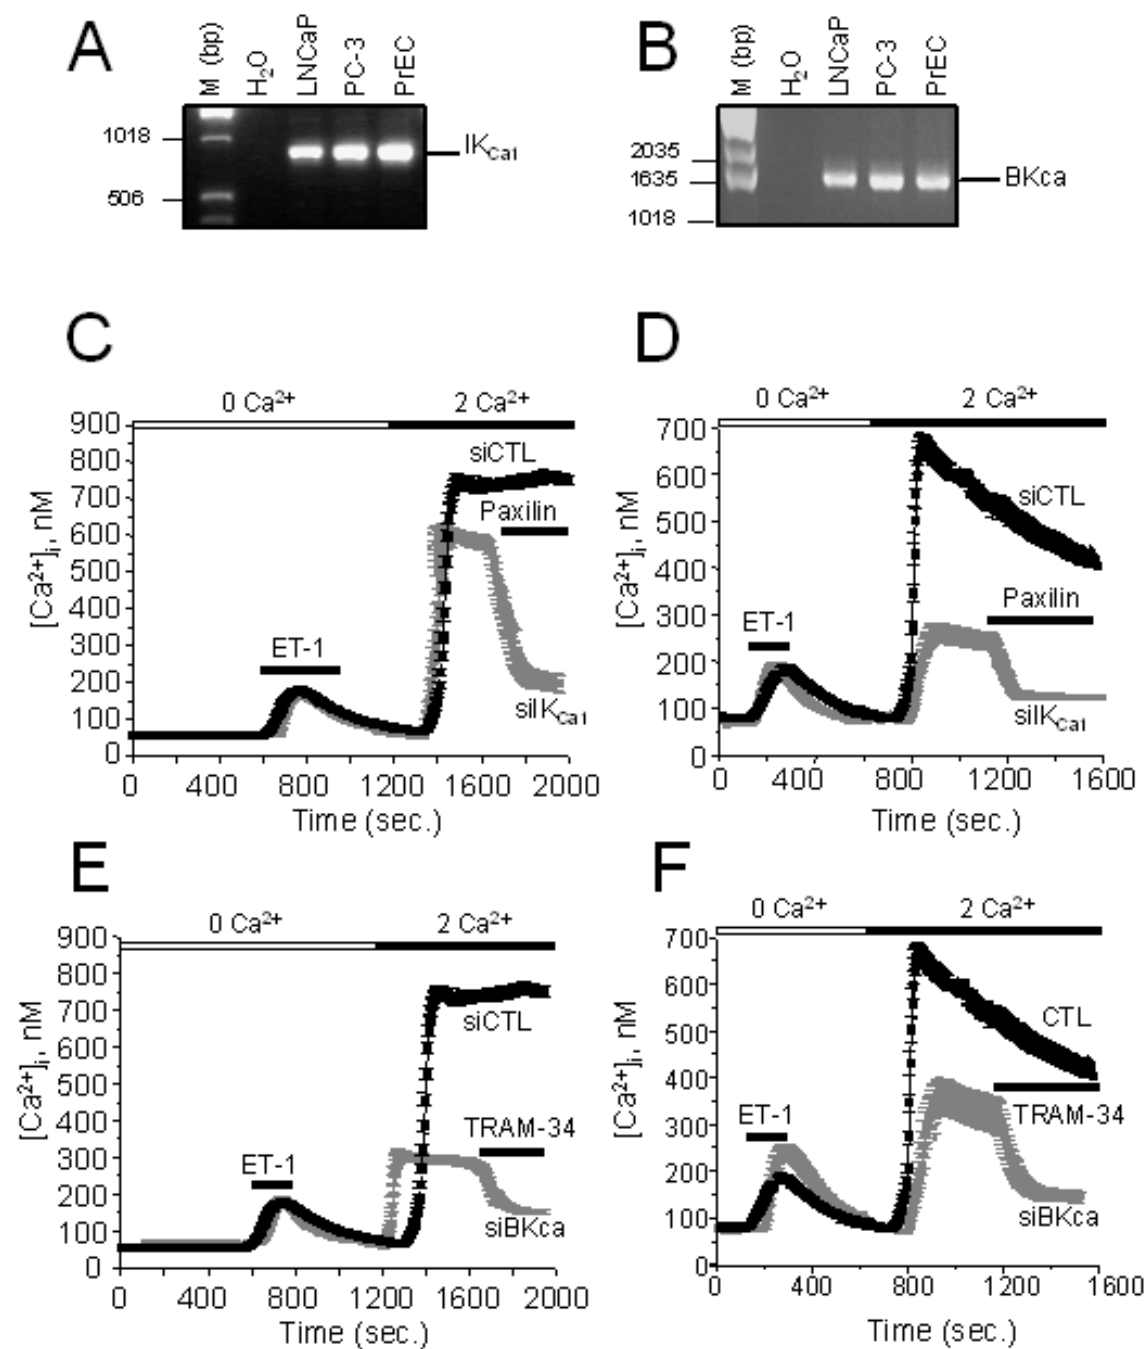 A
M (bp)
H₂O
LNCaP
PC-3
PrEC
1018
506
IK_Ca1
B
M (bp)
H₂O
LNCaP
PC-3
PrEC
2035
1635
1018
BKca
C
0 Ca²⁺
2 Ca²⁺
[Ca²⁺]ᵢ, nM
900
800
700
600
500
400
300
200
100
0
siCTL
Paxilin
ET-1
siIK_Ca1
0 400 800 1200 1600 2000
Time (sec.)
D
0 Ca²⁺
2 Ca²⁺
[Ca²⁺]ᵢ, nM
700
600
500
400
300
200
100
0
siCTL
Paxilin
ET-1
siIK_Ca1
0 400 800 1200 1600
Time (sec.)
E
0 Ca²⁺
2 Ca²⁺
[Ca²⁺]ᵢ, nM
900
800
700
600
500
400
300
200
100
0
siCTL
TRAM-34
ET-1
siBKca
0 400 800 1200 1600 2000
Time (sec.)
F
0 Ca²⁺
2 Ca²⁺
[Ca²⁺]ᵢ, nM
700
600
500
400
300
200
100
0
CTL
TRAM-34
ET-1
siBKca
0 400 800 1200 1600
Time (sec.)